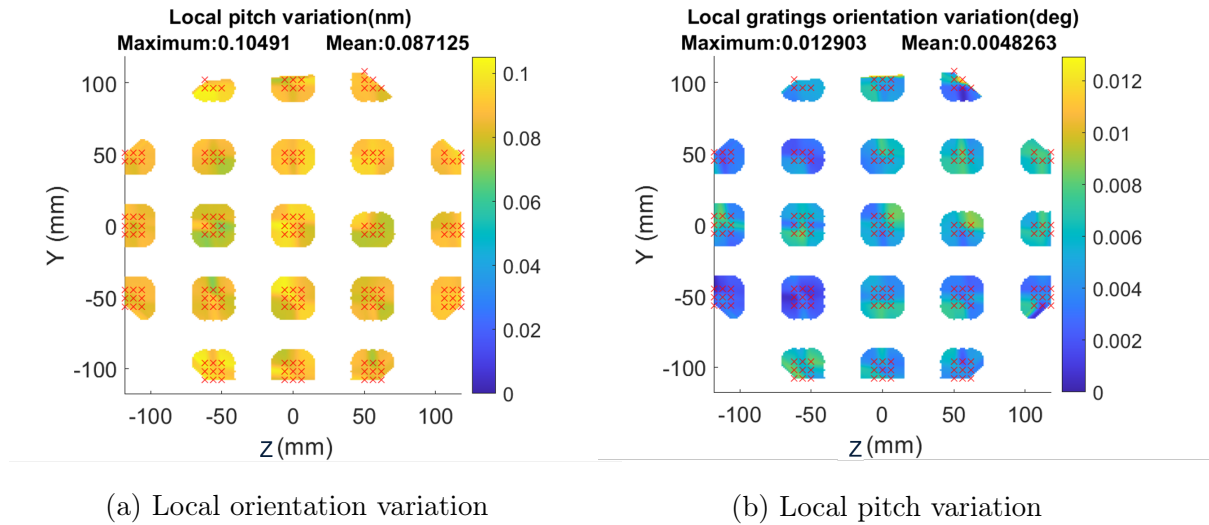 Local pitch variation(nm)
Maximum:0.10491 Mean:0.087125
100
50
0
-50
-100
Y (mm)
-100 -50 0 50 100
Z (mm)
0.1
0.08
0.06
0.04
0.02
0
(a) Local orientation variation
Local gratings orientation variation(deg)
Maximum:0.012903 Mean:0.0048263
100
50
0
-50
-100
Y (mm)
-100 -50 0 50 100
Z (mm)
0.012
0.01
0.008
0.006
0.004
0.002
0
(b) Local pitch variation